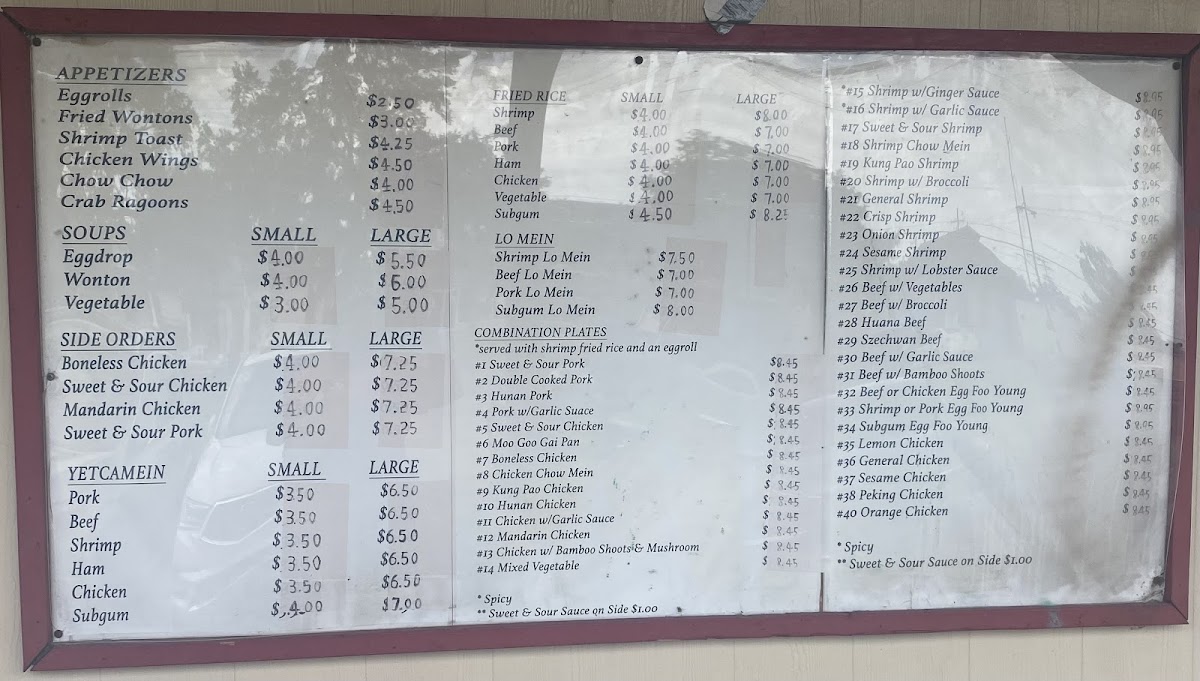 APPETIZERS
Eggrolls $2.50
Fried Wontons $3.00
Shrimp Toast $4.25
Chicken Wings $4.50
Chow Chow $4.00
Crab Ragoons $4.50
SOUPS SMALL LARGE
Eggdrop $4.00 $5.50
Wonton $4.00 $6.00
Vegetable $3.00 $5.00
SIDE ORDERS SMALL LARGE
Boneless Chicken $4.00 $7.25
Sweet & Sour Chicken $4.00 $7.25
Mandarin Chicken $4.00 $7.25
Sweet & Sour Pork $4.00 $7.25
YETCAMEIN SMALL LARGE
Pork $3.50 $6.50
Beef $3.50 $6.50
Shrimp $3.50 $6.50
Ham $3.50 $6.50
Chicken $3.50 $6.50
Subgum $4.00 $7.00
FRIED RICE SMALL LARGE
Shrimp $4.00 $8.00
Beef $4.00 $7.00
Pork $4.00 $7.00
Ham $4.00 $7.00
Chicken $4.00 $7.00
Vegetable $4.00 $7.00
Subgum $4.50 $8.25
LO MEIN
Shrimp Lo Mein $7.50
Beef Lo Mein $7.00
Pork Lo Mein $7.00
Subgum Lo Mein $8.00
COMBINATION PLATES
*served with shrimp fried rice and an eggroll
#1 Sweet & Sour Pork $8.45
#2 Double Cooked Pork $8.45
#3 Hunan Pork $8.45
#4 Pork w/Garlic Suace $8.45
#5 Sweet & Sour Chicken $8.45
#6 Moo Goo Gai Pan $8.45
#7 Boneless Chicken $8.45
#8 Chicken Chow Mein $8.45
#9 Kung Pao Chicken $8.45
#10 Hunan Chicken $8.45
#11 Chicken w/Garlic Sauce $8.45
#12 Mandarin Chicken $8.45
#13 Chicken w/ Bamboo Shoots & Mushroom $8.45
#14 Mixed Vegetable $8.45
* Spicy
** Sweet & Sour Sauce on Side $1.00
*#15 Shrimp w/Ginger Sauce $8.95
*#16 Shrimp w/ Garlic Sauce $8.95
#17 Sweet & Sour Shrimp $8.95
#18 Shrimp Chow Mein $8.95
#19 Kung Pao Shrimp $8.95
#20 Shrimp w/ Broccoli $8.95
#21 General Shrimp $8.95
#22 Crisp Shrimp $8.95
#23 Onion Shrimp
#24 Sesame Shrimp
#25 Shrimp w/ Lobster Sauce
#26 Beef w/ Vegetables
#27 Beef w/ Broccoli
#28 Huana Beef $8.45
#29 Szechwan Beef $8.45
#30 Beef w/ Garlic Sauce $8.45
#31 Beef w/ Bamboo Shoots $8.45
#32 Beef or Chicken Egg Foo Young $8.45
#33 Shrimp or Pork Egg Foo Young $8.95
#34 Subgum Egg Foo Young $8.95
#35 Lemon Chicken $8.45
#36 General Chicken $8.45
#37 Sesame Chicken $8.45
#38 Peking Chicken $8.45
#40 Orange Chicken $8.45
* Spicy
** Sweet & Sour Sauce on Side $1.00